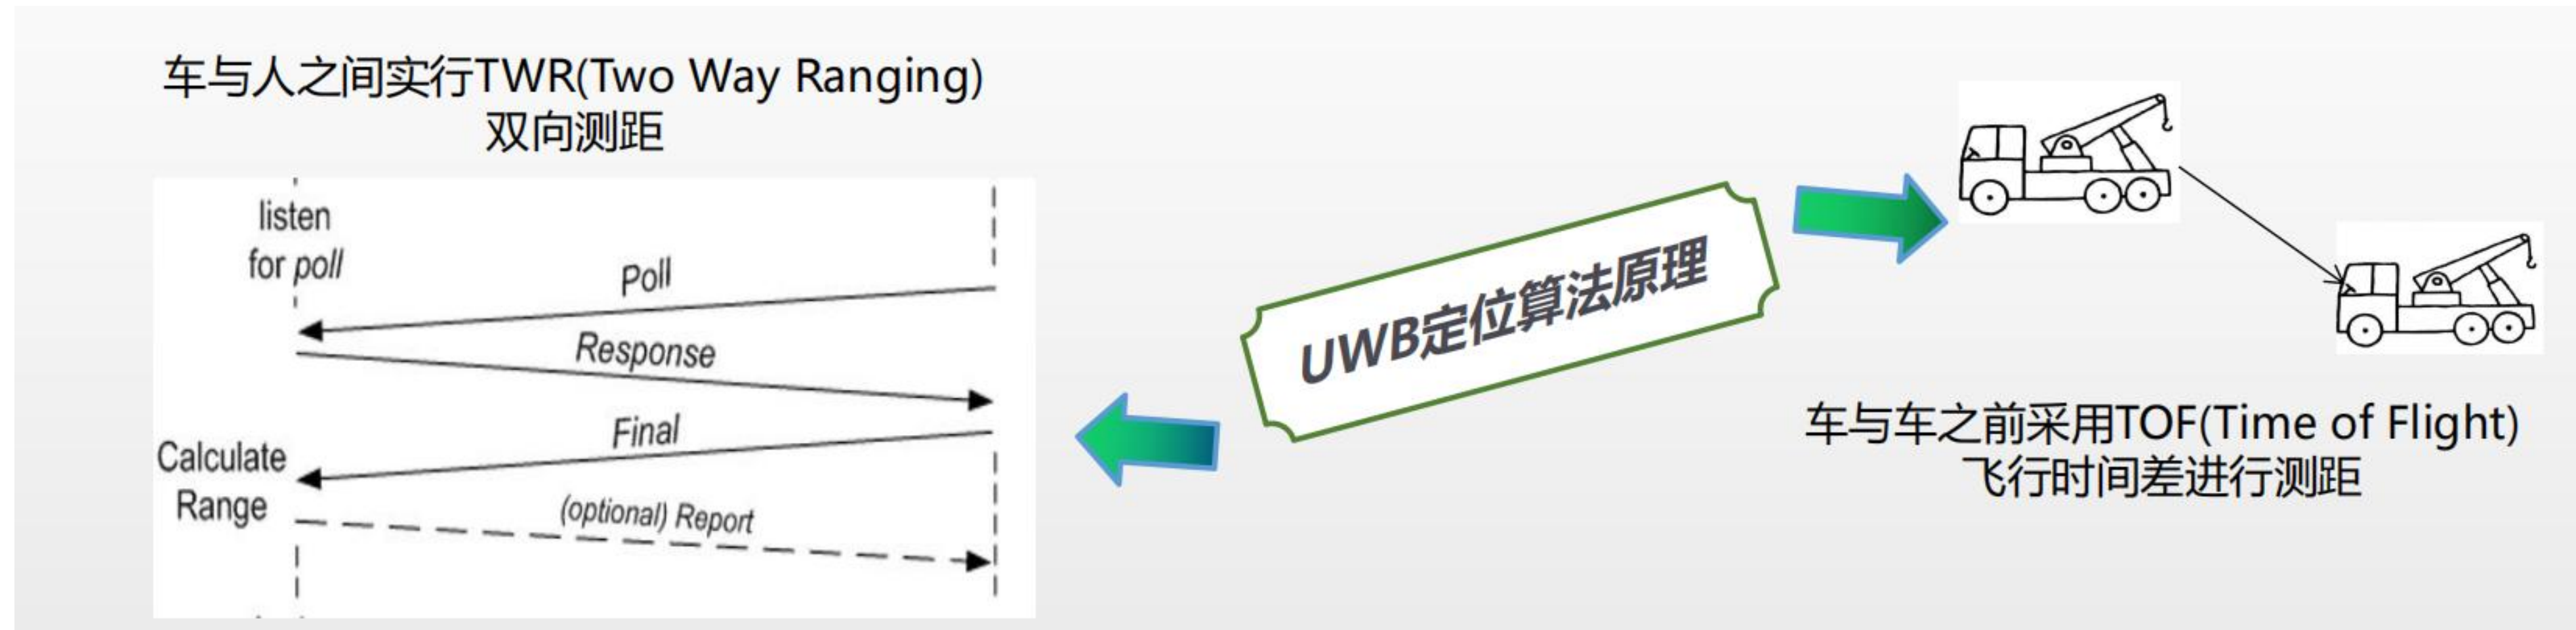 车与人之间实行TWR(Two Way Ranging)
双向测距
listen
for poll
Poll
Response
Final
Calculate
Range
(optional) Report
UWB定位算法原理
车与车之前采用TOF(Time of Flight)
飞行时间差进行测距